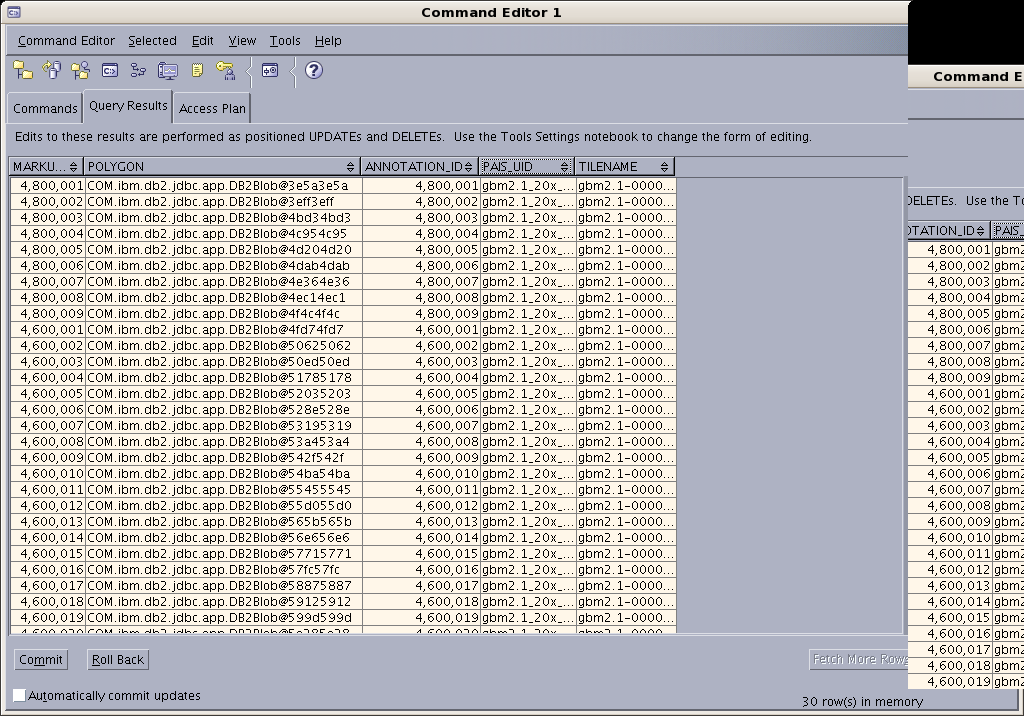 Command Editor 1
Command Editor Selected Edit View Tools Help
Command E
Commands Query Results Access Plan
Edits to these results are performed as positioned UPDATEs and DELETEs. Use the Tools Settings notebook to change the form of editing.
MARKU... POLYGON ANNOTATION_ID PAIS_UID TILENAME
4,800,001 COM.ibm.db2.jdbc.app.DB2Blob@3e5a3e5a 4,800,001 gbm2.1_20x_... gbm2.1-0000...
4,800,002 COM.ibm.db2.jdbc.app.DB2Blob@3eff3eff 4,800,002 gbm2.1_20x_... gbm2.1-0000...
4,800,003 COM.ibm.db2.jdbc.app.DB2Blob@4bd34bd3 4,800,003 gbm2.1_20x_... gbm2.1-0000...
4,800,004 COM.ibm.db2.jdbc.app.DB2Blob@4c954c95 4,800,004 gbm2.1_20x_... gbm2.1-0000...
4,800,005 COM.ibm.db2.jdbc.app.DB2Blob@4d204d20 4,800,005 gbm2.1_20x_... gbm2.1-0000...
4,800,006 COM.ibm.db2.jdbc.app.DB2Blob@4dab4dab 4,800,006 gbm2.1_20x_... gbm2.1-0000...
4,800,007 COM.ibm.db2.jdbc.app.DB2Blob@4e364e36 4,800,007 gbm2.1_20x_... gbm2.1-0000...
4,800,008 COM.ibm.db2.jdbc.app.DB2Blob@4ec14ec1 4,800,008 gbm2.1_20x_... gbm2.1-0000...
4,800,009 COM.ibm.db2.jdbc.app.DB2Blob@4f4c4f4c 4,800,009 gbm2.1_20x_... gbm2.1-0000...
4,600,001 COM.ibm.db2.jdbc.app.DB2Blob@4fd74fd7 4,600,001 gbm2.1_20x_... gbm2.1-0000...
4,600,002 COM.ibm.db2.jdbc.app.DB2Blob@50625062 4,600,002 gbm2.1_20x_... gbm2.1-0000...
4,600,003 COM.ibm.db2.jdbc.app.DB2Blob@50ed50ed 4,600,003 gbm2.1_20x_... gbm2.1-0000...
4,600,004 COM.ibm.db2.jdbc.app.DB2Blob@51785178 4,600,004 gbm2.1_20x_... gbm2.1-0000...
4,600,005 COM.ibm.db2.jdbc.app.DB2Blob@52035203 4,600,005 gbm2.1_20x_... gbm2.1-0000...
4,600,006 COM.ibm.db2.jdbc.app.DB2Blob@528e528e 4,600,006 gbm2.1_20x_... gbm2.1-0000...
4,600,007 COM.ibm.db2.jdbc.app.DB2Blob@53195319 4,600,007 gbm2.1_20x_... gbm2.1-0000...
4,600,008 COM.ibm.db2.jdbc.app.DB2Blob@53a453a4 4,600,008 gbm2.1_20x_... gbm2.1-0000...
4,600,009 COM.ibm.db2.jdbc.app.DB2Blob@542f542f 4,600,009 gbm2.1_20x_... gbm2.1-0000...
4,600,010 COM.ibm.db2.jdbc.app.DB2Blob@54ba54ba 4,600,010 gbm2.1_20x_... gbm2.1-0000...
4,600,011 COM.ibm.db2.jdbc.app.DB2Blob@55455545 4,600,011 gbm2.1_20x_... gbm2.1-0000...
4,600,012 COM.ibm.db2.jdbc.app.DB2Blob@55d055d0 4,600,012 gbm2.1_20x_... gbm2.1-0000...
4,600,013 COM.ibm.db2.jdbc.app.DB2Blob@565b565b 4,600,013 gbm2.1_20x_... gbm2.1-0000...
4,600,014 COM.ibm.db2.jdbc.app.DB2Blob@56e656e6 4,600,014 gbm2.1_20x_... gbm2.1-0000...
4,600,015 COM.ibm.db2.jdbc.app.DB2Blob@57715771 4,600,015 gbm2.1_20x_... gbm2.1-0000...
4,600,016 COM.ibm.db2.jdbc.app.DB2Blob@57fc57fc 4,600,016 gbm2.1_20x_... gbm2.1-0000...
4,600,017 COM.ibm.db2.jdbc.app.DB2Blob@58875887 4,600,017 gbm2.1_20x_... gbm2.1-0000...
4,600,018 COM.ibm.db2.jdbc.app.DB2Blob@59125912 4,600,018 gbm2.1_20x_... gbm2.1-0000...
4,600,019 COM.ibm.db2.jdbc.app.DB2Blob@599d599d 4,600,019 gbm2.1_20x_... gbm2.1-0000...
Commit Roll Back Fetch More Rows
Automatically commit updates
30 row(s) in memory
DELETEs. Use the To
OTATION_ID PAIS_
4,800,001 gbm2
4,800,002 gbm2
4,800,003 gbm2
4,800,004 gbm2
4,800,005 gbm2
4,800,006 gbm2
4,800,007 gbm2
4,800,008 gbm2
4,800,009 gbm2
4,600,001 gbm2
4,600,002 gbm2
4,600,003 gbm2
4,600,004 gbm2
4,600,005 gbm2
4,600,006 gbm2
4,600,007 gbm2
4,600,008 gbm2
4,600,009 gbm2
4,600,010 gbm2
4,600,011 gbm2
4,600,012 gbm2
4,600,013 gbm2
4,600,014 gbm2
4,600,015 gbm2
4,600,016 gbm2
4,600,017 gbm2
4,600,018 gbm2
4,600,019 gbm2